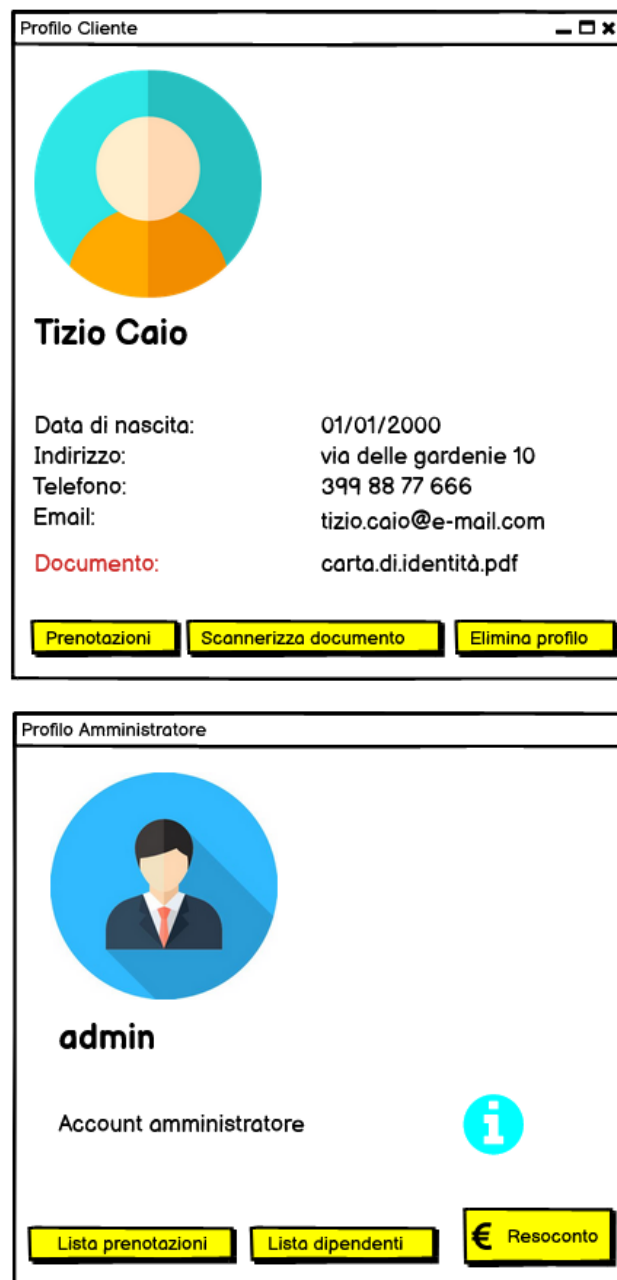 Profilo Cliente
Tizio Caio
Data di nascita: 01/01/2000
Indirizzo: via delle gardenie 10
Telefono: 399 88 77 666
Email: tizio.caio@e-mail.com
Documento: carta.di.identità.pdf
Prenotazioni Scannerizza documento Elimina profilo
Profilo Amministratore
admin
Account amministratore
Lista prenotazioni Lista dipendenti € Resoconto